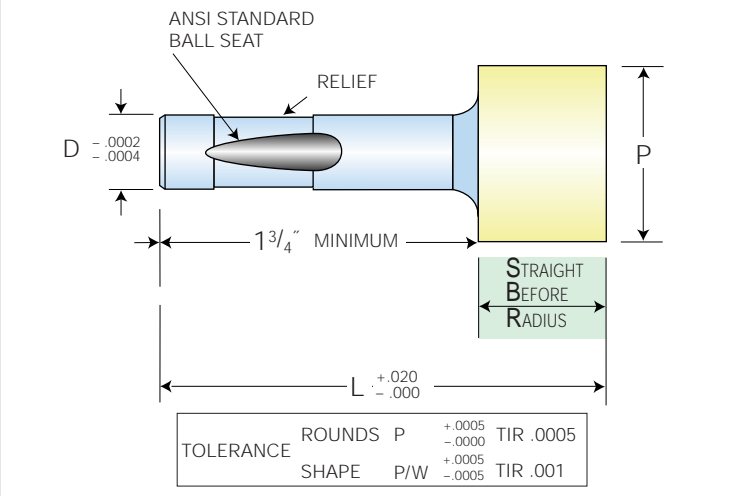 ANSI STANDARD
BALL SEAT
RELIEF
D - .0002
- .0004
P
1 3/4" MINIMUM
STRAIGHT
BEFORE
RADIUS
L +.020
- .000
TOLERANCE
ROUNDS P +.0005 -.0000 TIR .0005
SHAPE P/W +.0005 -.0005 TIR .001